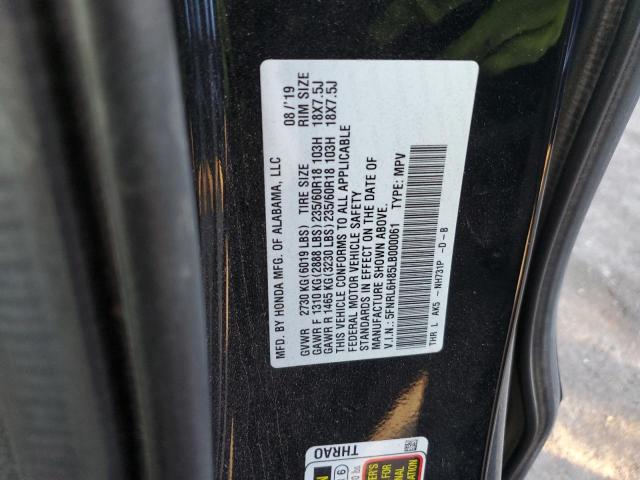 MFD. BY HONDA MFG. OF ALABAMA, LLC 08/'19
GVWR 2730 KG (6019 LBS) TIRE SIZE RIM SIZE
GAWR F 1310 KG (2888 LBS) 235/60R18 103H 18X7.5J
GAWR R 1465 KG (3230 LBS) 235/60R18 103H 18X7.5J
THIS VEHICLE CONFORMS TO ALL APPLICABLE
FEDERAL MOTOR VEHICLE SAFETY
STANDARDS IN EFFECT ON THE DATE OF
MANUFACTURE SHOWN ABOVE.
V.I.N.: 5FNRL6H85LB000061 TYPE: MPV
THR L AK5 - NH731P -D - B
THRA0